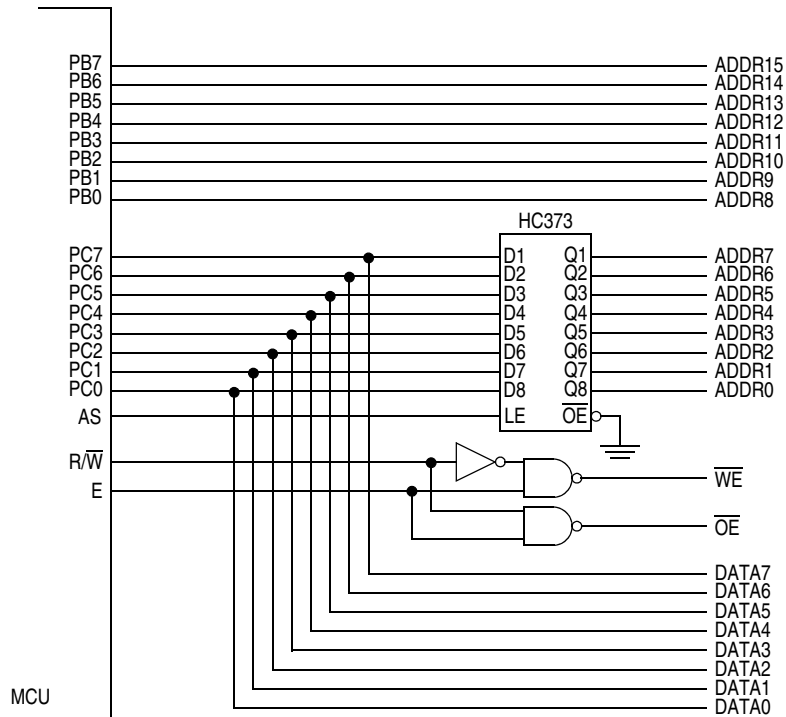 PB7 ADDR15
PB6 ADDR14
PB5 ADDR13
PB4 ADDR12
PB3 ADDR11
PB2 ADDR10
PB1 ADDR9
PB0 ADDR8
HC373
PC7 D1 Q1 ADDR7
PC6 D2 Q2 ADDR6
PC5 D3 Q3 ADDR5
PC4 D4 Q4 ADDR4
PC3 D5 Q5 ADDR3
PC2 D6 Q6 ADDR2
PC1 D7 Q7 ADDR1
PC0 D8 Q8 ADDR0
AS LE O̅E̅
R/W̅
W̅E̅
E
O̅E̅
DATA7
DATA6
DATA5
DATA4
DATA3
DATA2
DATA1
MCU
DATA0